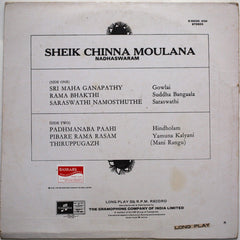 STEREO
SHEIK CHINNA MOULANA
NADHASWARAM
(SIDE ONE)
SRI MAHA GANAPATHY Gowlai
RAMA BHAKTHI Suddha Bangaala
SARASWATHI NAMOSTHUTHE Saraswathi
(SIDE TWO)
PADMANABA PAAHI Hindholam
PIBARE RAMA RASAM Yamuna Kalyani
THIRUPPUGAZH (Mani Rangu)
LONG PLAY 33⅓ R.P.M. RECORD
THE GRAMOPHONE COMPANY OF INDIA LIMITED
LONG PLAY